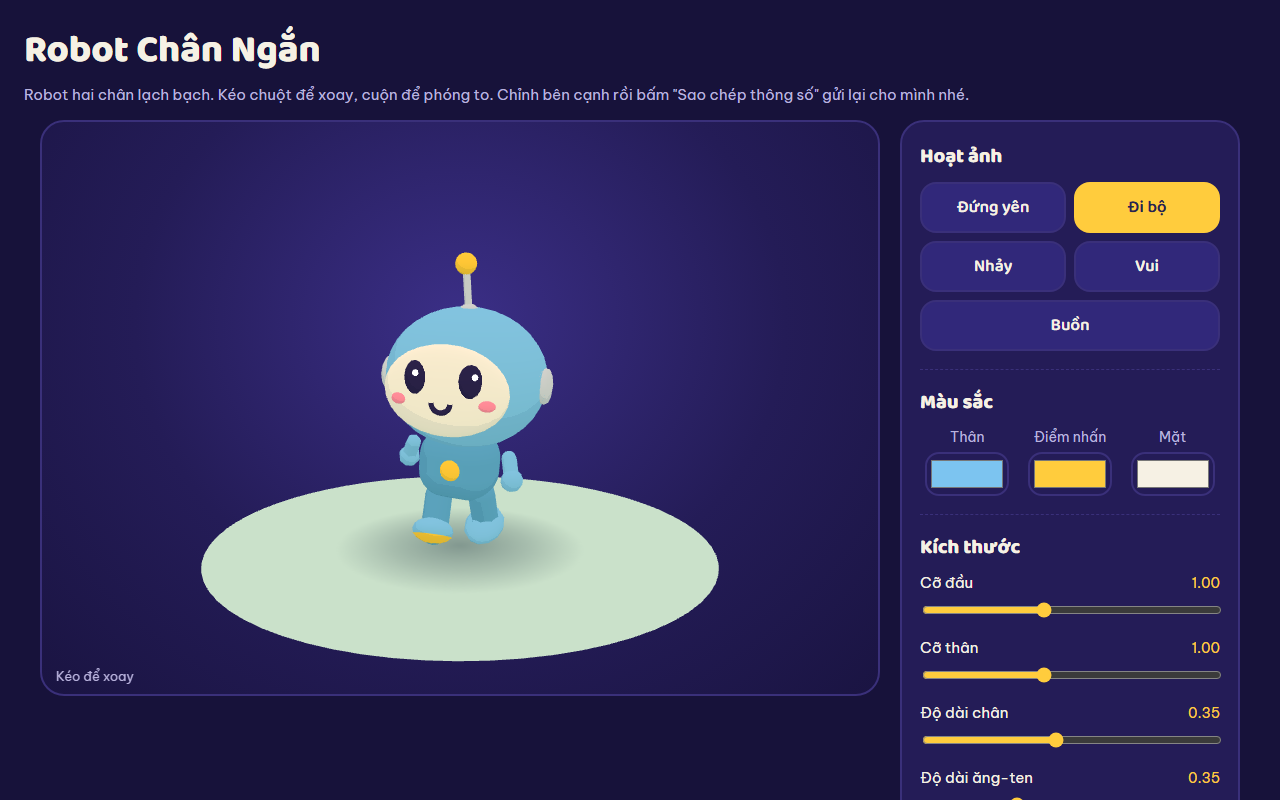 Robot Chân Ngắn
Robot hai chân lạch bạch. Kéo chuột để xoay, cuộn để phóng to. Chỉnh bên cạnh rồi bấm "Sao chép thông số" gửi lại cho mình nhé.
Kéo để xoay
Hoạt ảnh
Đứng yên
Đi bộ
Nhảy
Vui
Buồn
Màu sắc
Thân
Điểm nhấn
Mặt
Kích thước
Cỡ đầu
1.00
Cỡ thân
1.00
Độ dài chân
0.35
Độ dài ăng-ten
0.35